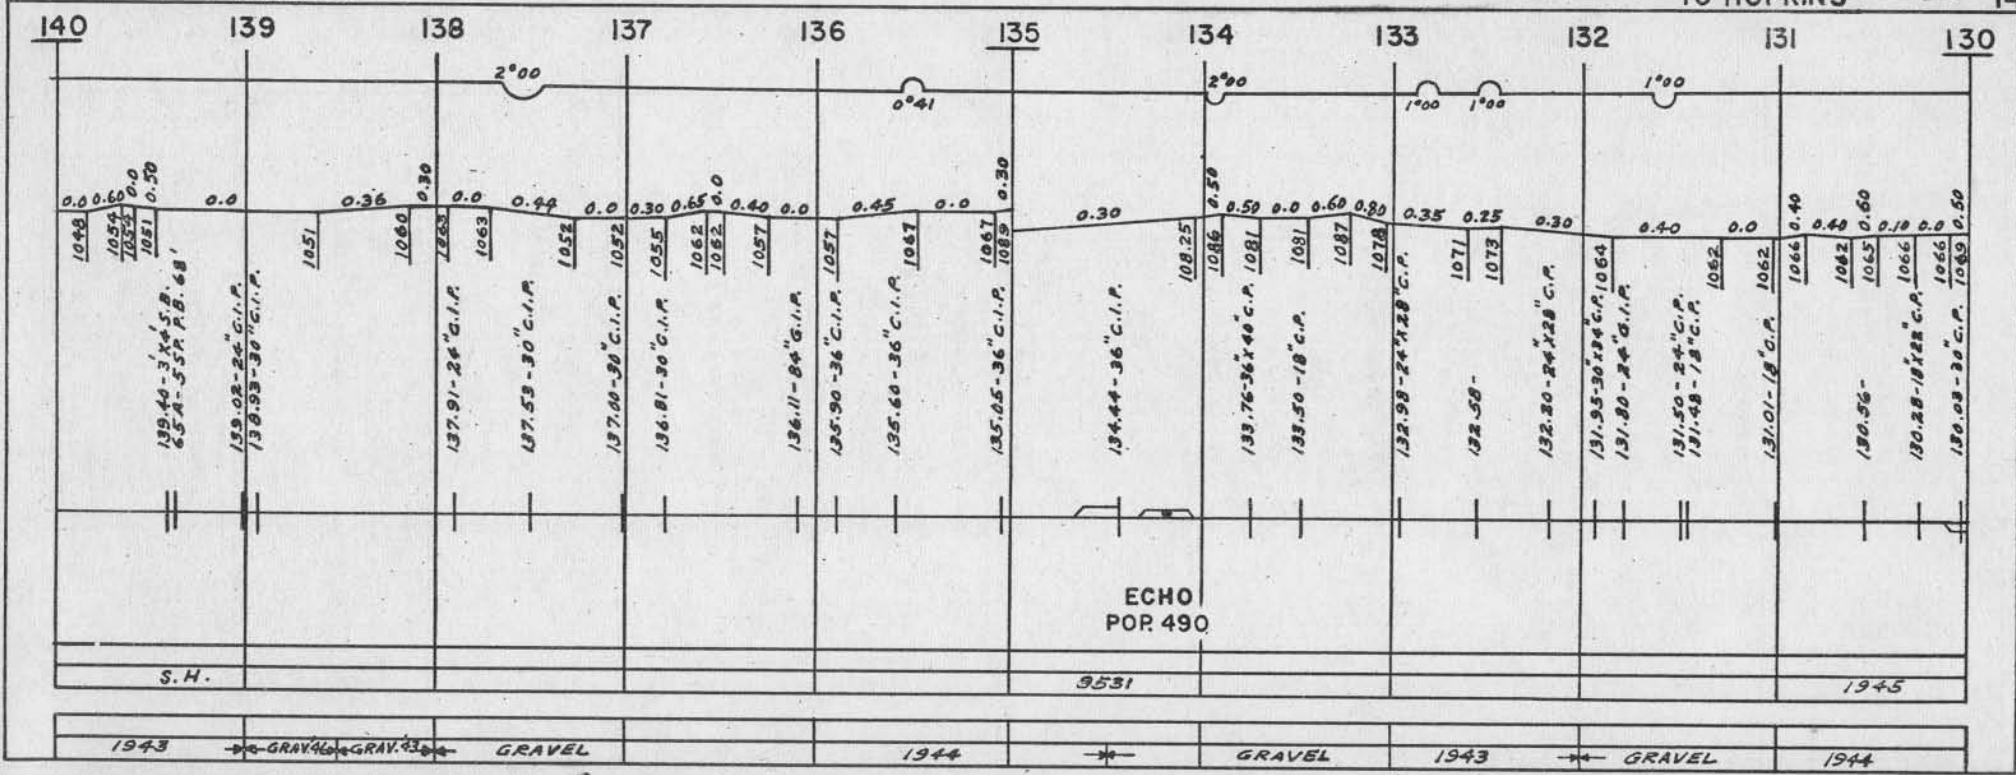 TO HOPKINS
140 139 138 137 136 135 134 133 132 131 130
2°00 0°41 2°00 1°00 1°00 1°00
0.0 0.60 0.0 0.50 0.0 0.36 0.30 0.0 0.44 0.0 0.30 0.65 0.0 0.40 0.0 0.45 0.0 0.30 0.30 0.50 0.50 0.0 0.60 0.80 0.35 0.25 0.30 0.40 0.0 0.40 0.40 0.60 0.10 0.0 0.50
1048 1054 1054 1051 1051 1060 1063 1063 1052 1052 1055 1062 1062 1057 1057 1067 1067 1089 108.25 1086 1081 1081 1087 1078 1071 1073 1064 1062 1062 1066 1062 1065 1066 1066 1069
139.40-3'x4' S.B.
65A-5 SP. P.B. 68'
139.02-24" C.I.P.
138.93-30" C.I.P.
137.91-24" C.I.P.
137.53-30" C.I.P.
137.00-30" C.I.P.
136.81-30" C.I.P.
136.11-84" C.I.P.
135.90-36" C.I.P.
135.60-36" C.I.P.
135.05-36" C.I.P.
134.44-36" C.I.P.
133.76-36"X40" C.P.
133.50-18" C.P.
132.98-24"X28" C.P.
132.58-
132.20-24"X28" C.P.
131.95-30"X34" C.P.
131.80-24" C.I.P.
131.50-24" C.P.
131.48-18" C.P.
131.01-18" C.P.
130.56-
130.28-18"X22" C.P.
130.03-30" C.P.
ECHO
POP. 490
S.H. 9531 1945
1943 GRAV.46 GRAV.43 GRAVEL 1944 GRAVEL 1943 GRAVEL 1944